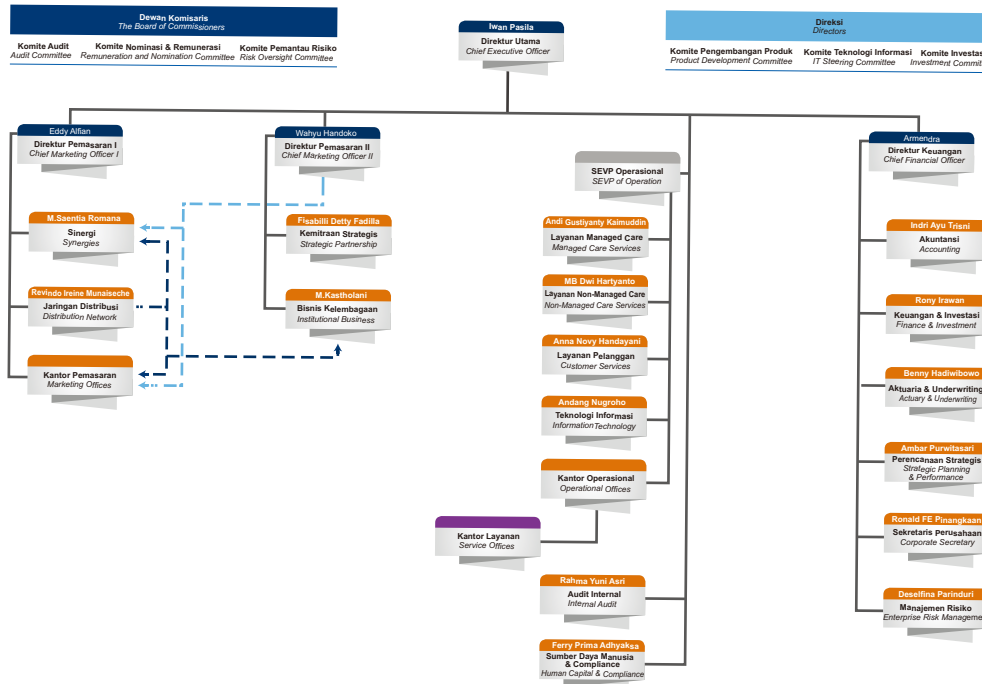 Dewan Komisaris
The Board of Commissioners
Komite Audit
Audit Committee
Komite Nominasi & Remunerasi
Remuneration and Nomination Committee
Komite Pemantau Risiko
Risk Oversight Committee
Iwan Pasila
Direktur Utama
Chief Executive Officer
Direksi
Directors
Komite Pengembangan Produk
Product Development Committee
Komite Teknologi Informasi
IT Steering Committee
Komite Investas
Investment Commit
Eddy Alfian
Direktur Pemasaran I
Chief Marketing Officer I
M.Saentia Romana
Sinergi
Synergies
Revindo Ireine Munaiseche
Jaringan Distribusi
Distribution Network
Kantor Pemasaran
Marketing Offices
Wahyu Handoko
Direktur Pemasaran II
Chief Marketing Officer II
Fisabilli Detty Fadilla
Kemitraan Strategis
Strategic Partnership
M.Kastholani
Bisnis Kelembagaan
Institutional Business
SEVP Operasional
SEVP of Operation
Andi Gustiyanty Kaimuddin
Layanan Managed Care
Managed Care Services
MB Dwi Hartyanto
Layanan Non-Managed Care
Non-Managed Care Services
Anna Novy Handayani
Layanan Pelanggan
Customer Services
Andang Nugroho
Teknologi Informasi
Information Technology
Kantor Operasional
Operational Offices
Kantor Layanan
Service Offices
Rahma Yuni Asri
Audit Internal
Internal Audit
Ferry Prima Adhyaksa
Sumber Daya Manusia
& Compliance
Human Capital & Compliance
Armendra
Direktur Keuangan
Chief Financial Officer
Indri Ayu Trisni
Akuntansi
Accounting
Rony Irawan
Keuangan & Investasi
Finance & Investment
Benny Hadiwibowo
Aktuaria & Underwriting
Actuary & Underwriting
Ambar Purwitasari
Perencanaan Strategis
Strategic Planning
& Performance
Ronald FE Pinangkaan
Sekretaris Perusahaan
Corporate Secretary
Deselfina Parinduri
Manajemen Risiko
Enterprise Risk Manageme